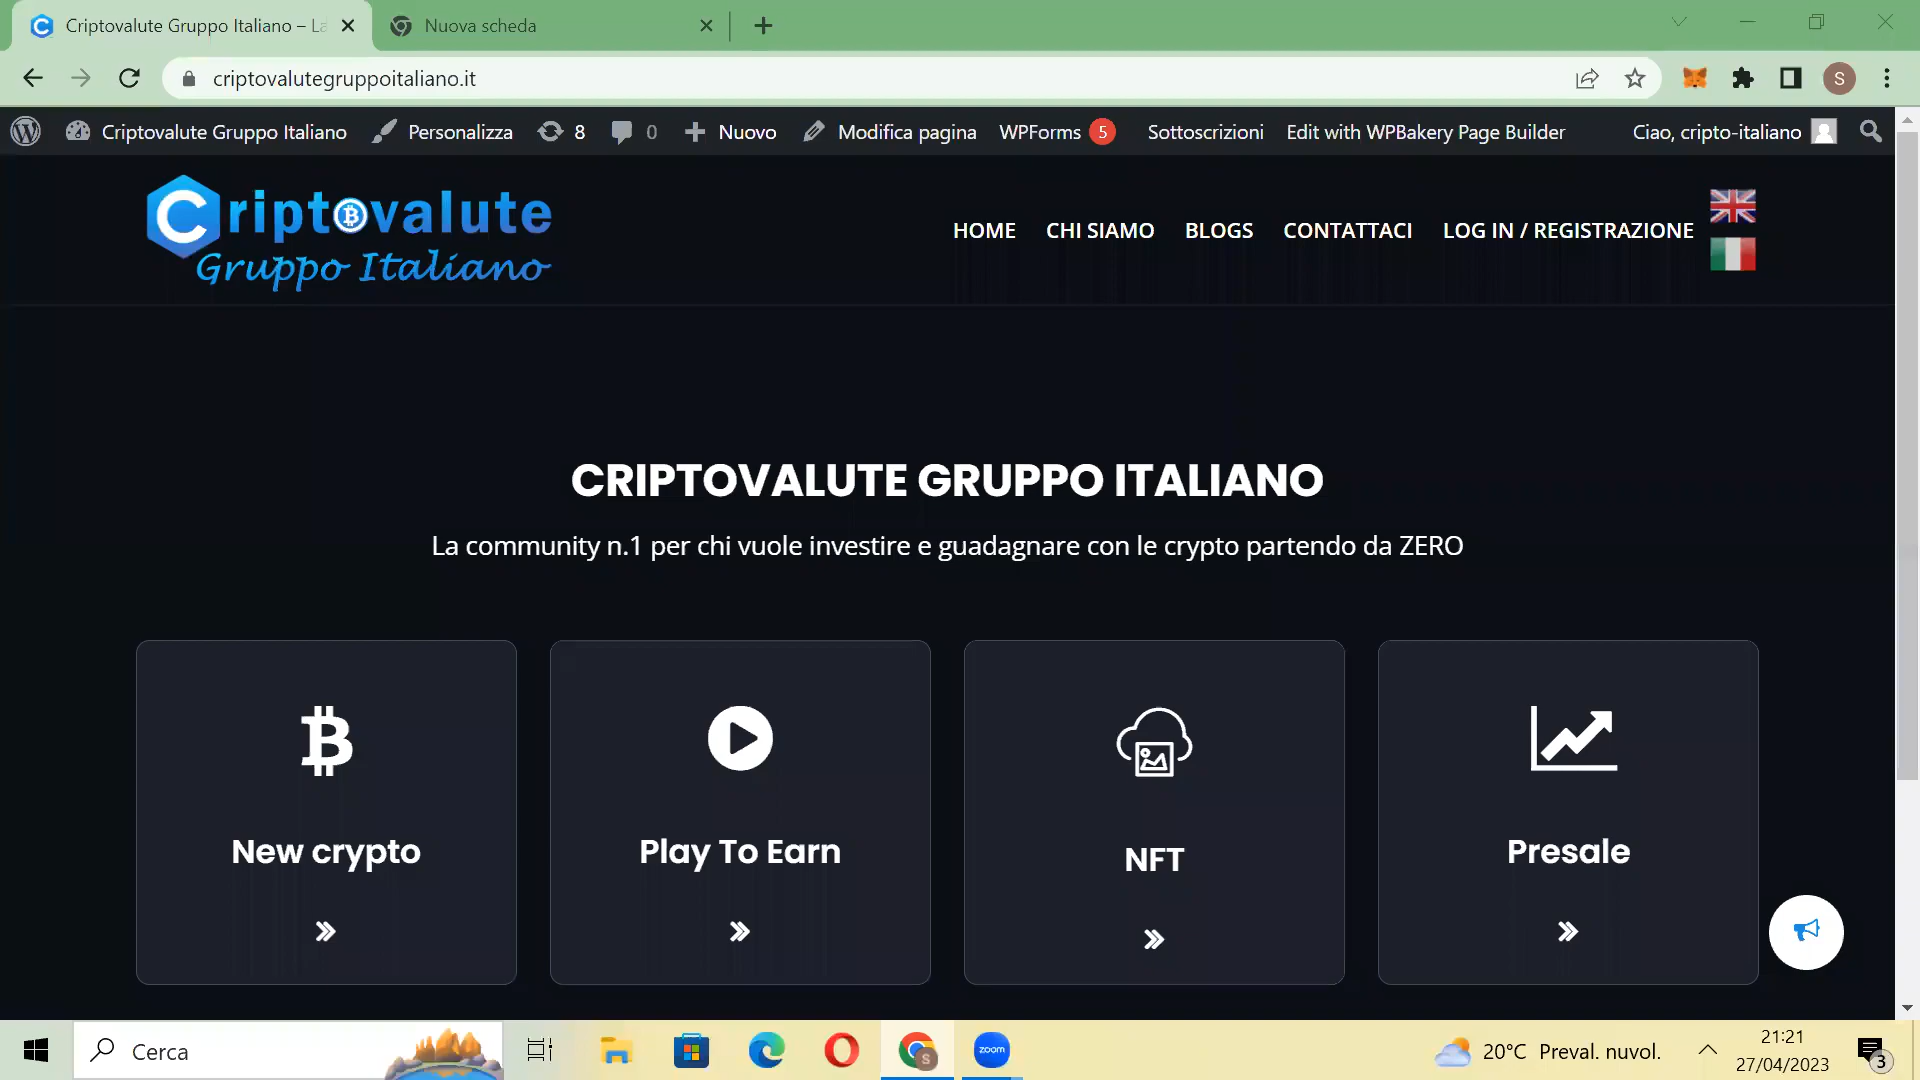 Criptovalute Gruppo Italiano – La
Nuova scheda
criptovalutegruppoitaliano.it
S
Criptovalute Gruppo Italiano
Personalizza
8
0
Nuovo
Modifica pagina
WPForms 5
Sottoscrizioni
Edit with WPBakery Page Builder
Ciao, cripto-italiano
Criptovalute
Gruppo Italiano
HOME
CHI SIAMO
BLOGS
CONTATTACI
LOG IN / REGISTRAZIONE
CRIPTOVALUTE GRUPPO ITALIANO
La community n.1 per chi vuole investire e guadagnare con le crypto partendo da ZERO
New crypto
Play To Earn
NFT
Presale
Cerca
S
zoom
20°C Preval. nuvol.
21:21
27/04/2023
3